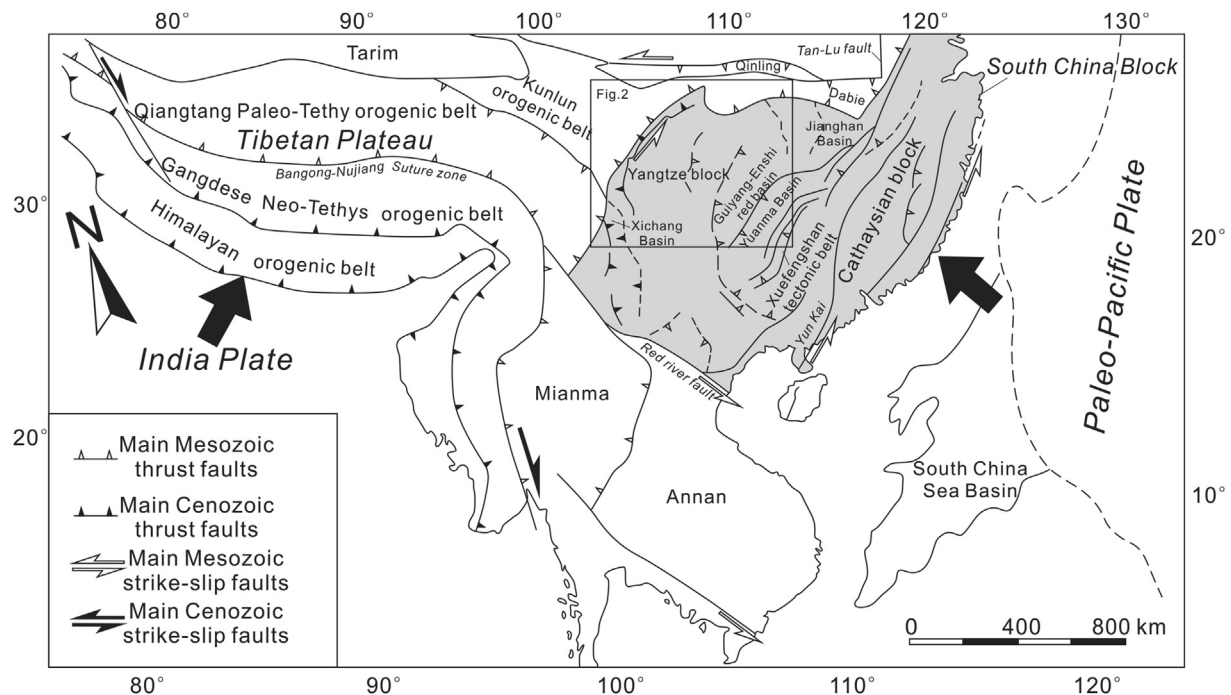 80°
90°
100°
110°
120°
130°
Tarim
Qinling
Tan-Lu fault
South China Block
Kunlun
orogenic belt
Fig.2
Dabie
Qiangtang Paleo-Tethy orogenic belt
Tibetan Plateau
Jianghan
Basin
Bangong-Nujiang Suture zone
Yangtze block
Guiyang-Enshi
red basin
Yuanma Basin
Cathaysian block
Gangdese Neo-Tethys orogenic belt
30°
Himalayan orogenic belt
Xichang
Basin
20°
N
Xuefengshan
tectonic belt
Paleo-Pacific Plate
Yun Kai
India Plate
Red river fault
Mianma
20°
Main Mesozoic
thrust faults
South China
Sea Basin
Annan
10°
Main Cenozoic
thrust faults
Main Mesozoic
strike-slip faults
Main Cenozoic
strike-slip faults
0 400 800 km
80°
90°
100°
110°
120°